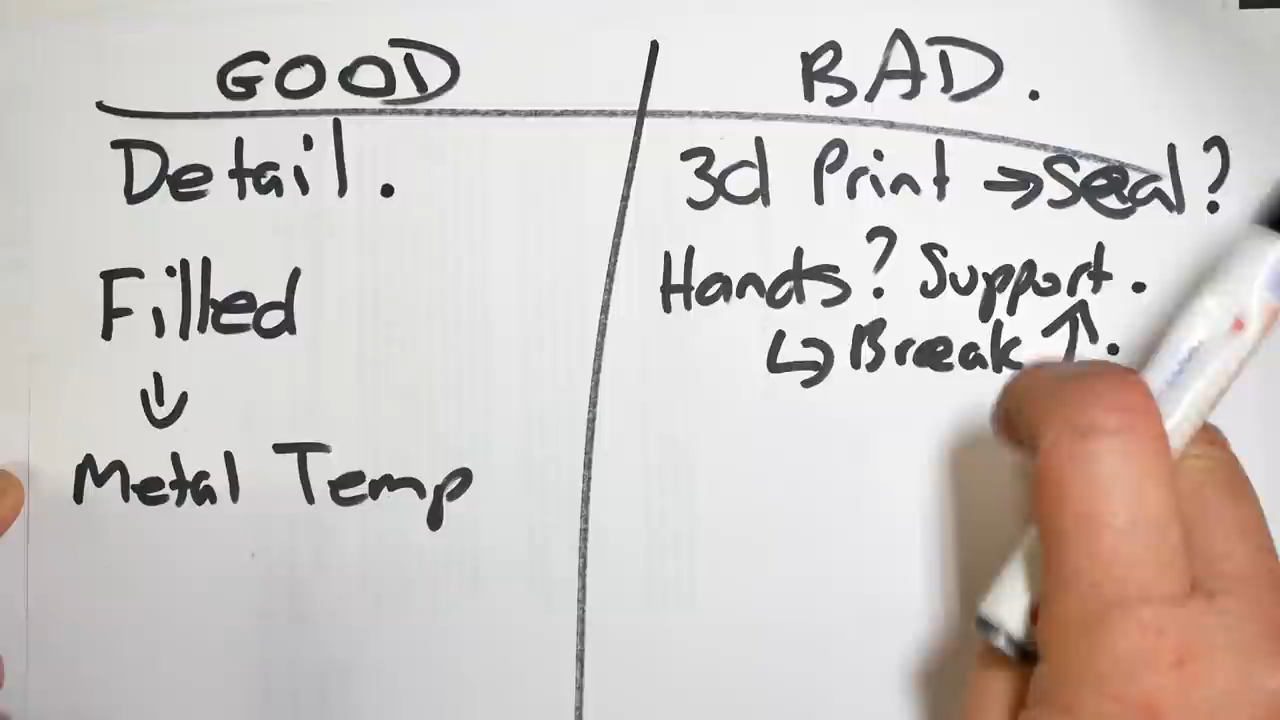 GOOD
Detail.
Filled
↓
Metal Temp
BAD.
3d Print → Seal?
Hands? Support.
↳ Break ↑.